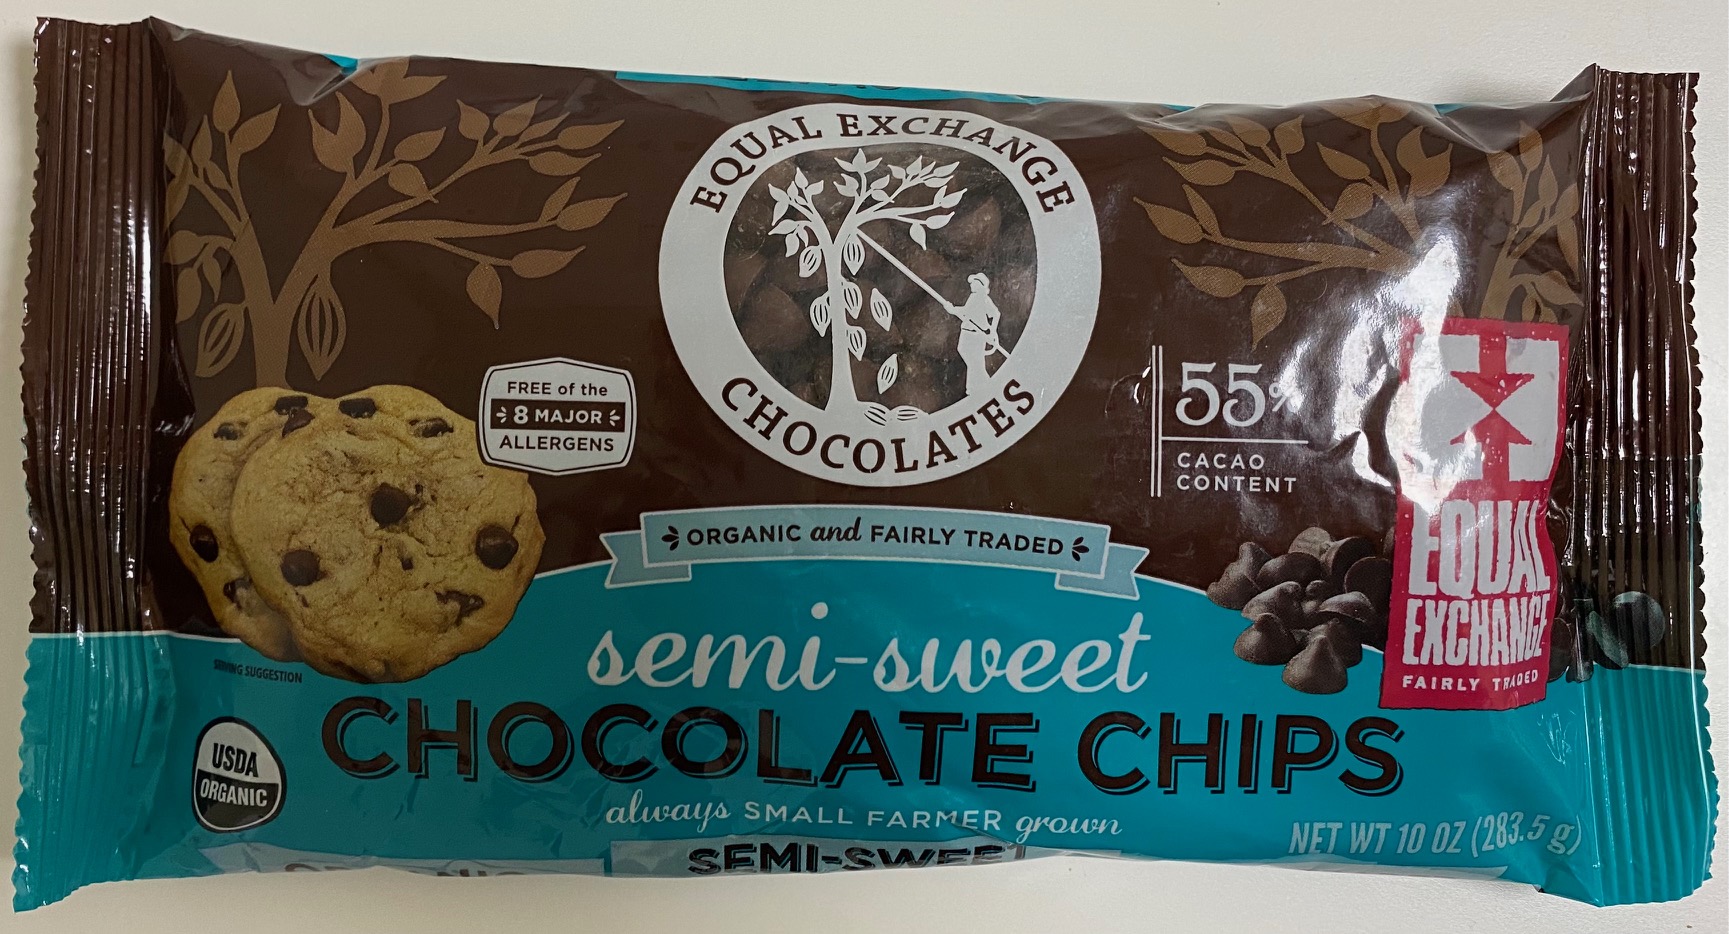 EQUAL EXCHANGE
CHOCOLATES
FREE of the
8 MAJOR
ALLERGENS
55%
CACAO
CONTENT
ORGANIC and FAIRLY TRADED
semi-sweet
CHOCOLATE CHIPS
always SMALL FARMER grown
SERVING SUGGESTION
USDA
ORGANIC
EQUAL
EXCHANGE
FAIRLY TRADED
NET WT 10 OZ (283.5 g)
SEMI-SWEET